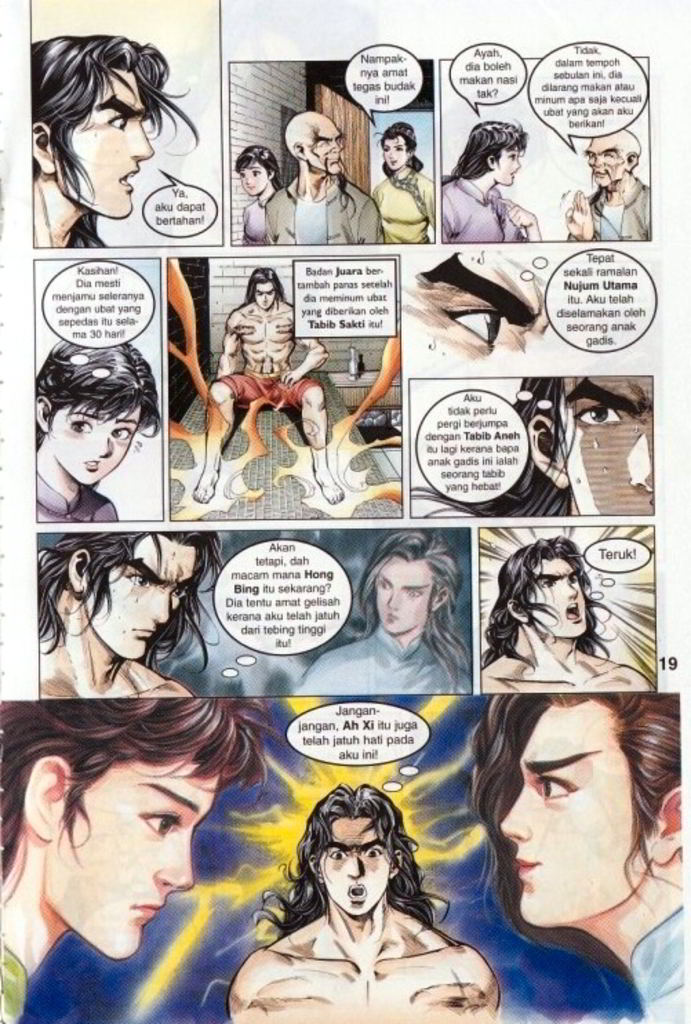 Ya,
aku dapat
bertahan!
Nampak-
nya amat
tegas budak
ini!
Ayah,
dia boleh
makan nasi
tak?
Tidak,
dalam tempoh
sebulan ini, dia
dilarang makan atau
minum apa saja kecuali
ubat yang akan aku
berikan!
Kasihan!
Dia mesti
menjamu seleranya
dengan ubat yang
sepedas itu sela-
ma 30 hari!
Badan Juara ber-
tambah panas setelah
dia meminum ubat
yang diberikan oleh
Tabib Sakti itu!
Tepat
sekali ramalan
Nujum Utama
itu. Aku telah
diselamakan oleh
seorang anak
gadis.
Aku
tidak perlu
pergi berjumpa
dengan Tabib Aneh
itu lagi kerana bapa
anak gadis ini ialah
seorang tabib
yang hebat!
Akan
tetapi, dah
macam mana Hong
Bing itu sekarang?
Dia tentu amat gelisah
kerana aku telah jatuh
dari tebing tinggi
itu!
Teruk!
19
Jangan-
jangan, Ah Xi itu juga
telah jatuh hati pada
aku ini!